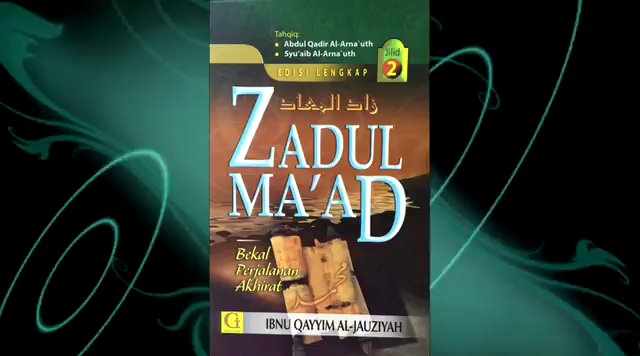 Tahqiq:
Abdul Qadir Al-Arna`uth
Syu'aib Al-Arna`uth
Jilid
2
EDISI LENGKAP
زاد المعاد
ZADUL
MA'AD
Bekal
Perjalanan
Akhirat
محمد
IBNU QAYYIM AL-JAUZIYAH